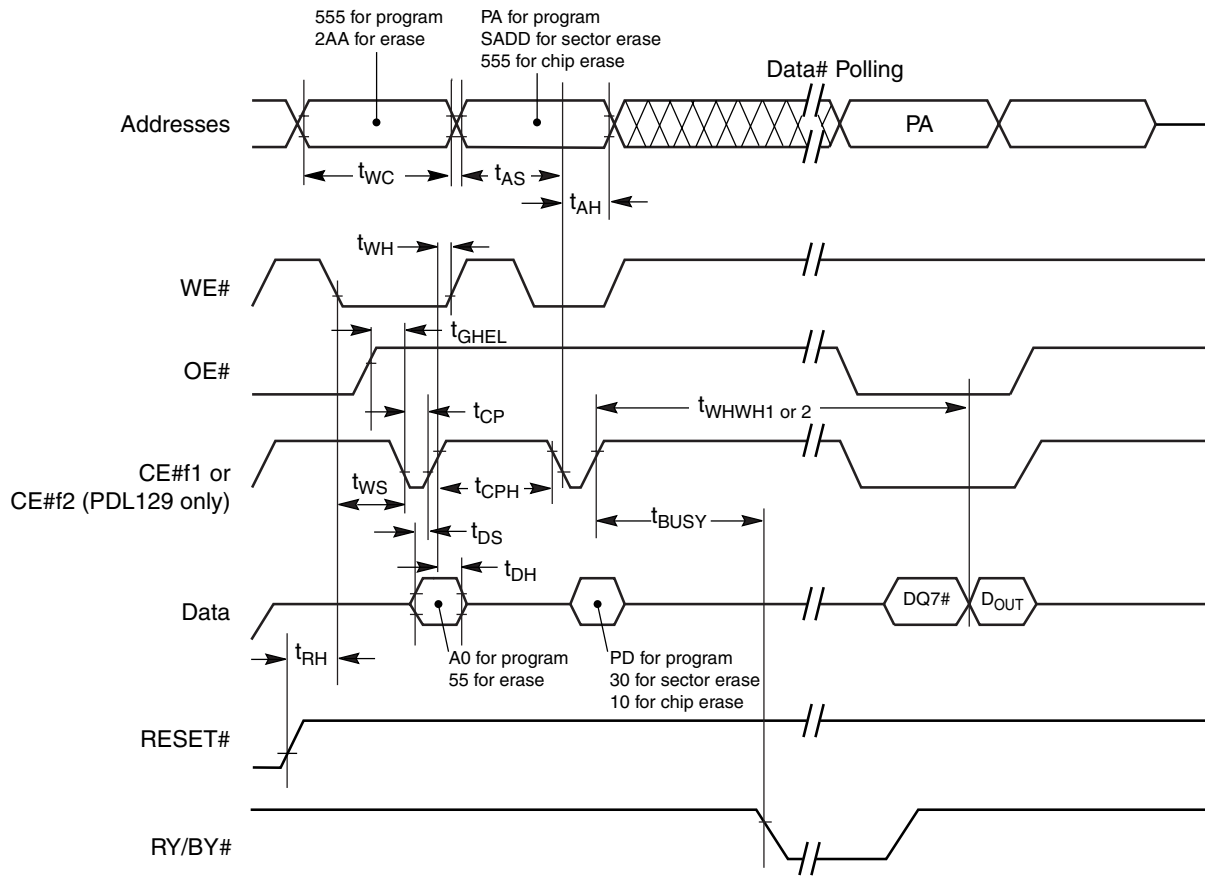 555 for program
2AA for erase
PA for program
SADD for sector erase
555 for chip erase
Data# Polling
Addresses
PA
tWC
tAS
tAH
tWH
WE#
tGHEL
OE#
tCP
tWHWH1 or 2
CE#f1 or
CE#f2 (PDL129 only)
tWS
tCPH
tBUSY
tDS
tDH
Data
DQ7#
DOUT
tRH
A0 for program
55 for erase
PD for program
30 for sector erase
10 for chip erase
RESET#
RY/BY#